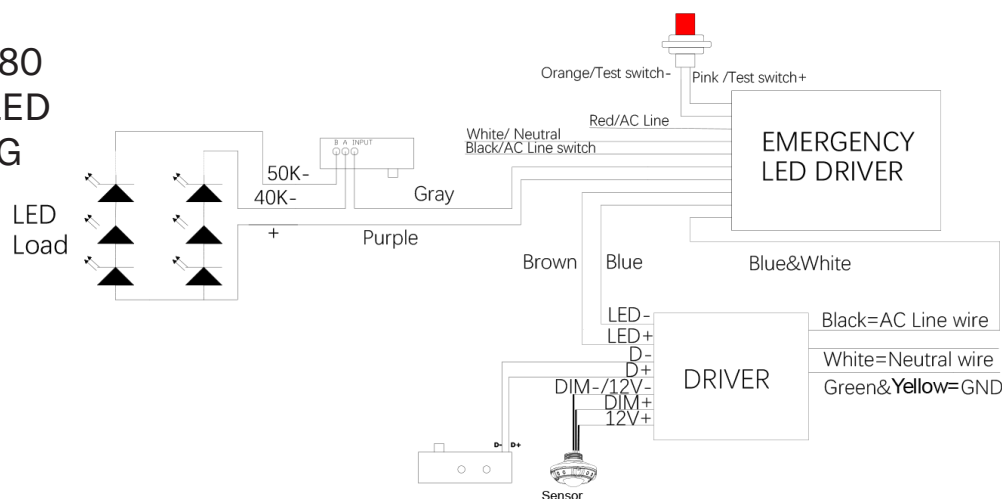 80
LED
G
Orange/Test switch-
Pink /Test switch+
Red/AC Line
White/ Neutral
Black/AC Line switch
EMERGENCY
LED DRIVER
B A INPUT
50K-
40K-
Gray
+
Purple
LED
Load
Brown
Blue
Blue&White
LED-
LED+
D-
D+
DIM-/12V-
DIM+
12V+
DRIVER
Black=AC Line wire
White=Neutral wire
Green&Yellow=GND
D- D+
Sensor